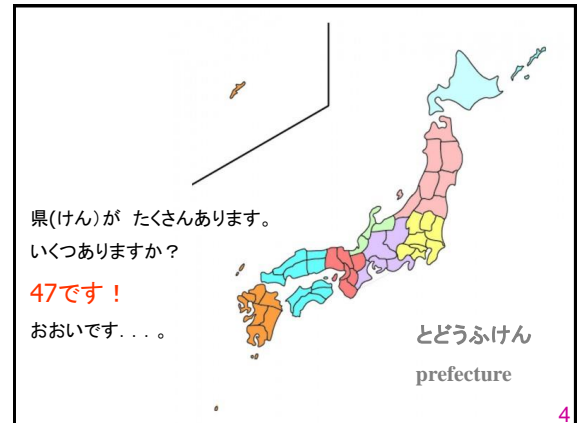 県(けん)が たくさんあります。
いくつありますか？
47です！
おおいです．．．。
とどうふけん
prefecture
4